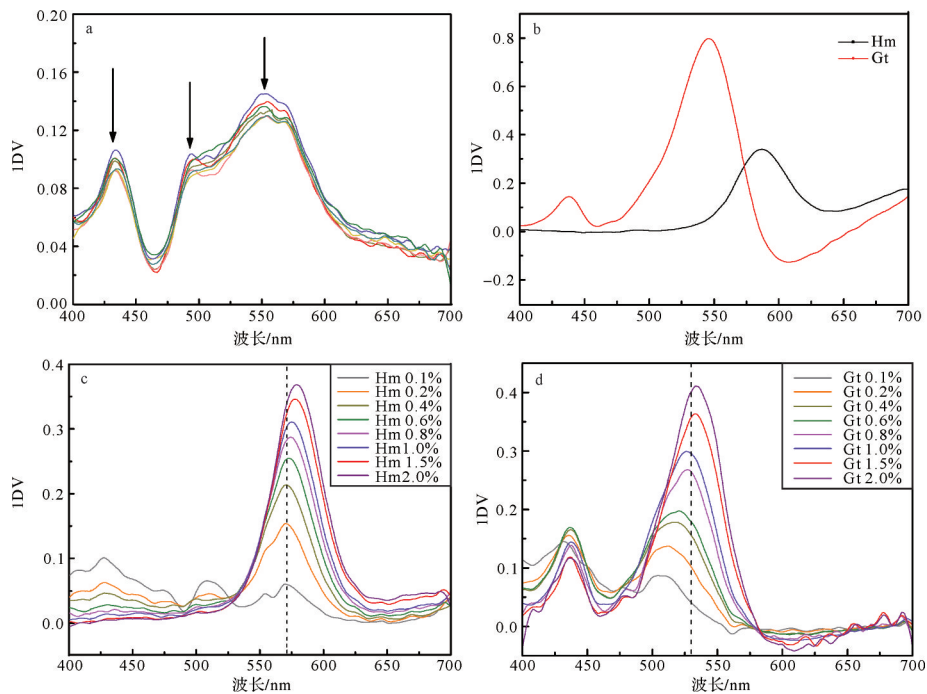 a
0.20
0.16
0.12
0.08
0.04
0.00
1DV
400 450 500 550 600 650 700
波长/nm
b
Hm
Gt
0.8
0.6
0.4
0.2
0.0
−0.2
1DV
400 450 500 550 600 650 700
波长/nm
c
Hm 0.1%
Hm 0.2%
Hm 0.4%
Hm 0.6%
Hm 0.8%
Hm1.0%
Hm 1.5%
Hm2.0%
0.4
0.3
0.2
0.1
0.0
1DV
400 450 500 550 600 650 700
波长/nm
d
Gt 0.1%
Gt 0.2%
Gt 0.4%
Gt 0.6%
Gt 0.8%
Gt 1.0%
Gt 1.5%
Gt 2.0%
0.4
0.3
0.2
0.1
0.0
1DV
400 450 500 550 600 650 700
波长/nm